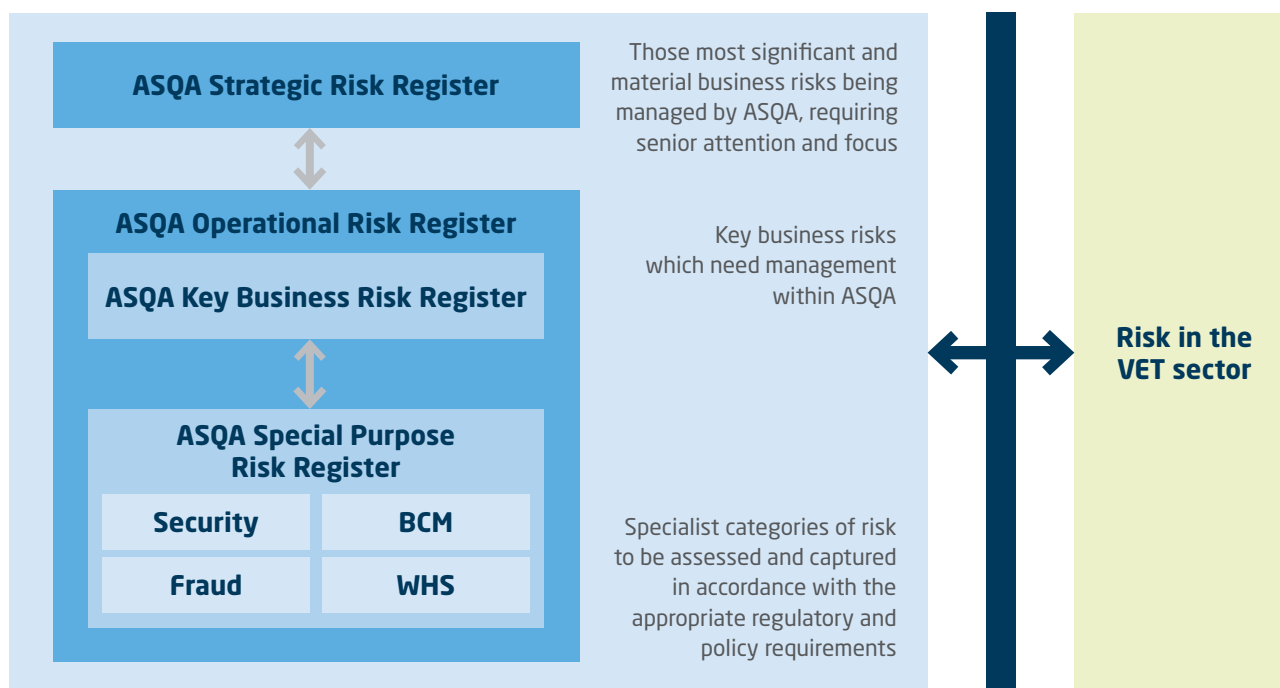 ASQA Strategic Risk Register
Those most significant and
material business risks being
managed by ASQA, requiring
senior attention and focus
ASQA Operational Risk Register
ASQA Key Business Risk Register
Key business risks
which need management
within ASQA
ASQA Special Purpose
Risk Register
Security
BCM
Fraud
WHS
Specialist categories of risk
to be assessed and captured
in accordance with the
appropriate regulatory and
policy requirements
Risk in the
VET sector